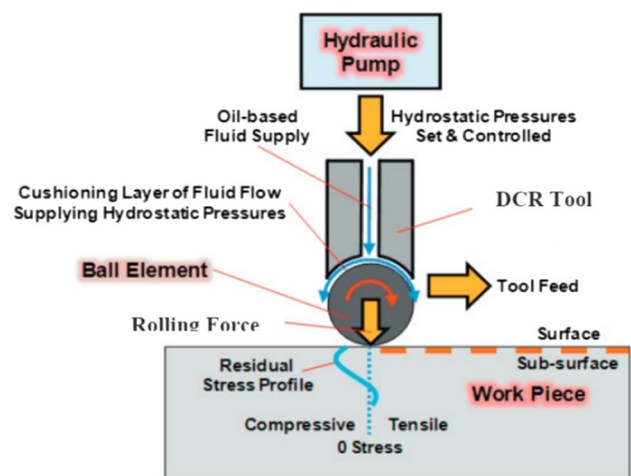 Hydraulic
Pump
Oil-based
Fluid Supply
Hydrostatic Pressures
Set & Controlled
Cushioning Layer of Fluid Flow
Supplying Hydrostatic Pressures
DCR Tool
Ball Element
Tool Feed
Rolling Force
Surface
Sub-surface
Residual
Stress Profile
Work Piece
Compressive
Tensile
0 Stress